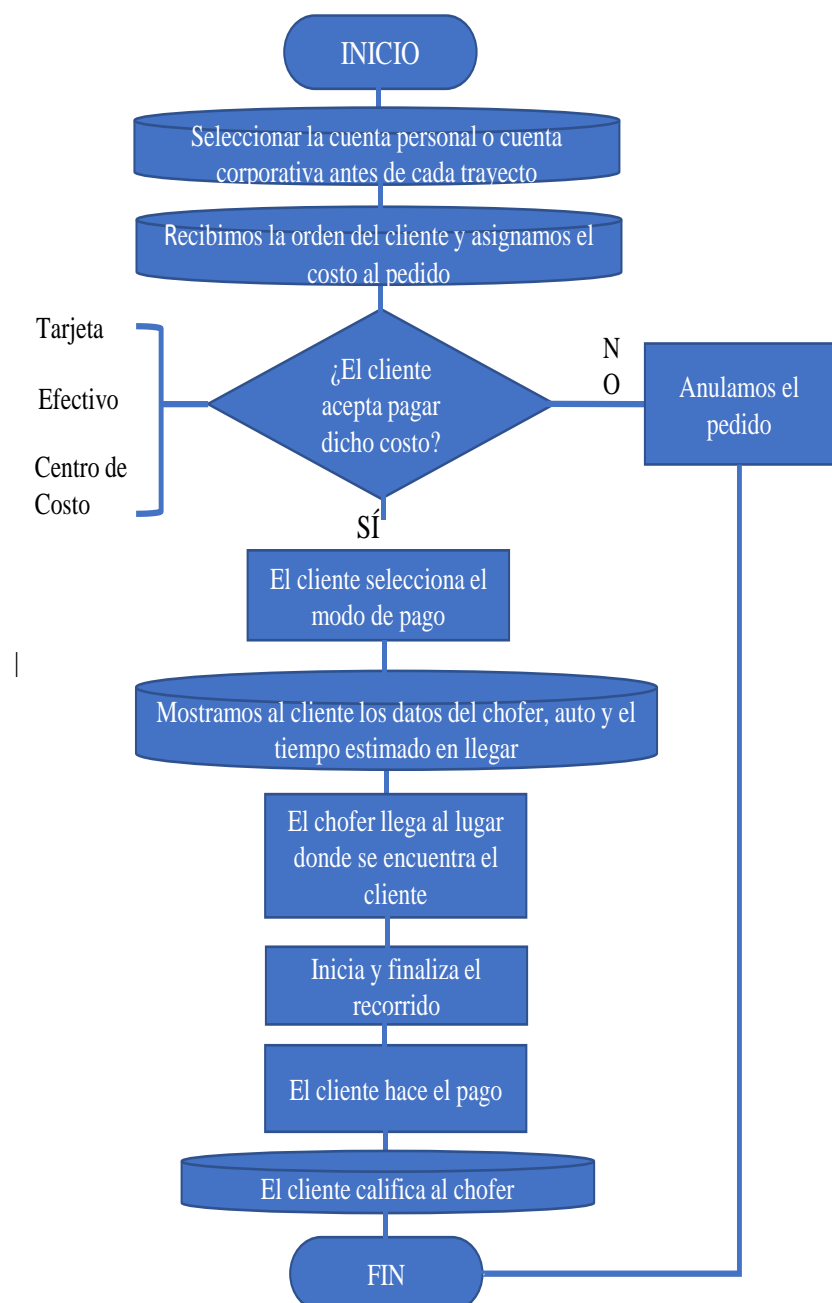 INICIO
Seleccionar la cuenta personal o cuenta
corporativa antes de cada trayecto
Recibimos la orden del cliente y asignamos el
costo al pedido
Tarjeta
Efectivo
Centro de
Costo
¿El cliente
acepta pagar
dicho costo?
N
O
Anulamos el
pedido
SÍ
El cliente selecciona el
modo de pago
|
Mostramos al cliente los datos del chofer, auto y el
tiempo estimado en llegar
El chofer llega al lugar
donde se encuentra el
cliente
Inicia y finaliza el
recorrido
El cliente hace el pago
El cliente califica al chofer
FIN